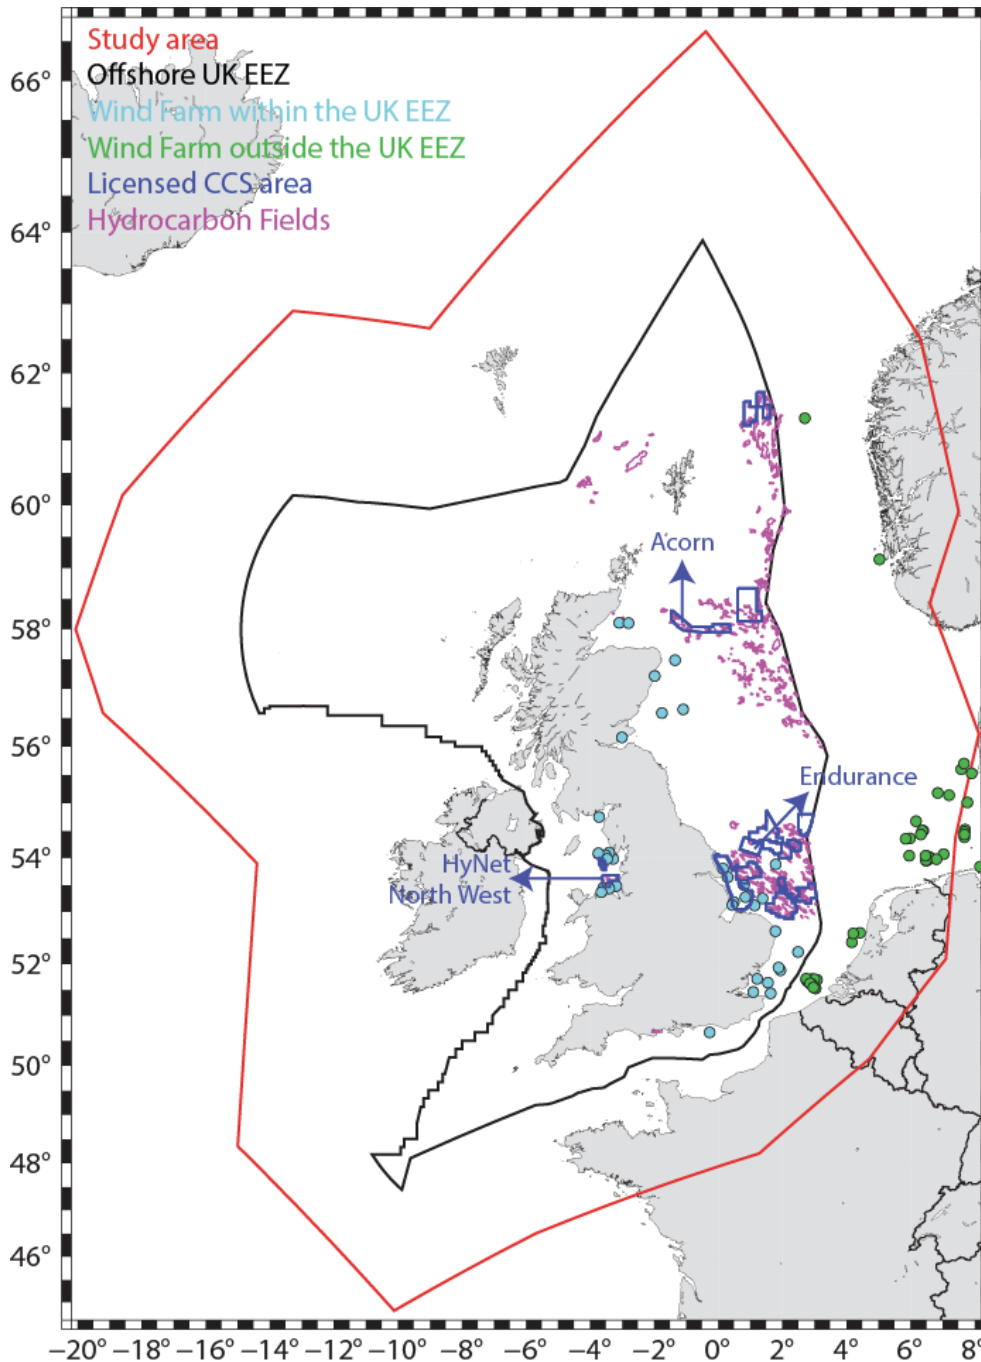 Study area
Offshore UK EEZ
Wind Farm within the UK EEZ
Wind Farm outside the UK EEZ
Licensed CCS area
Hydrocarbon Fields
66°
64°
62°
60°
58°
56°
54°
52°
50°
48°
46°
Acorn
Endurance
HyNet
North West
−20° −18° −16° −14° −12° −10° −8° −6° −4° −2° 0° 2° 4° 6° 8°